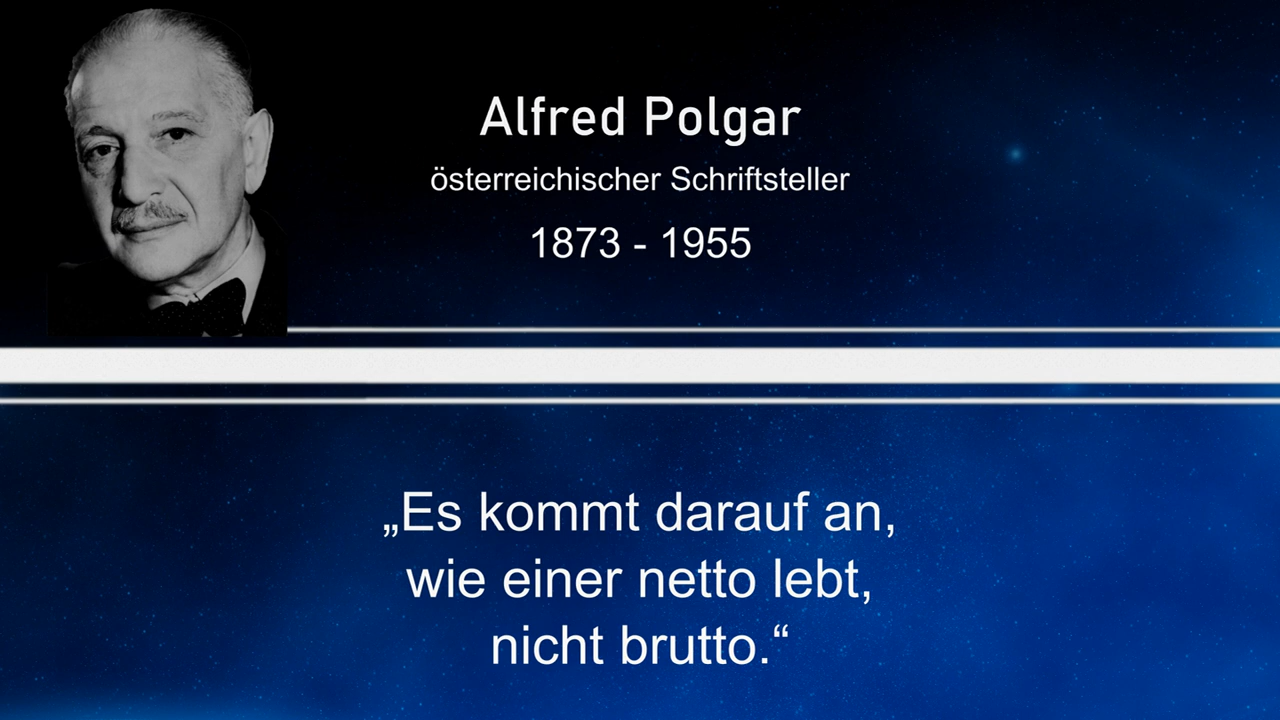 Alfred Polgar
österreichischer Schriftsteller
1873 - 1955
„Es kommt darauf an,
wie einer netto lebt,
nicht brutto.“